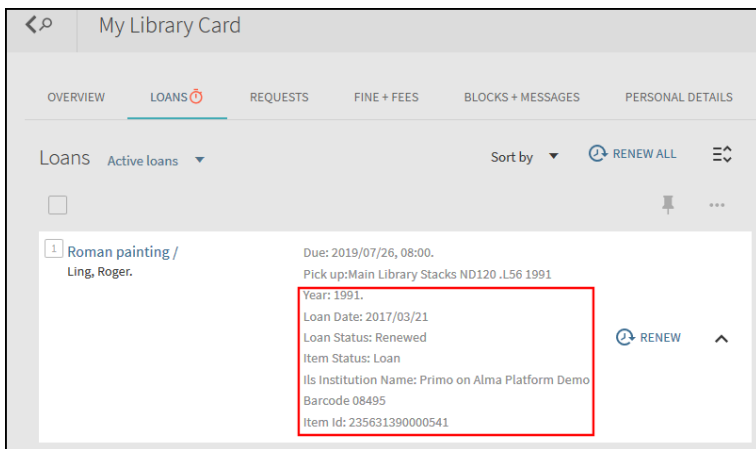 My Library Card
OVERVIEW LOANS REQUESTS FINE + FEES BLOCKS + MESSAGES PERSONAL DETAILS
Loans Active loans Sort by RENEW ALL
1 Roman painting /
Ling, Roger.
Due: 2019/07/26, 08:00.
Pick up:Main Library Stacks ND120 .L56 1991
Year: 1991.
Loan Date: 2017/03/21
Loan Status: Renewed
RENEW
Item Status: Loan
Ils Institution Name: Primo on Alma Platform Demo
Barcode 08495
Item Id: 235631390000541